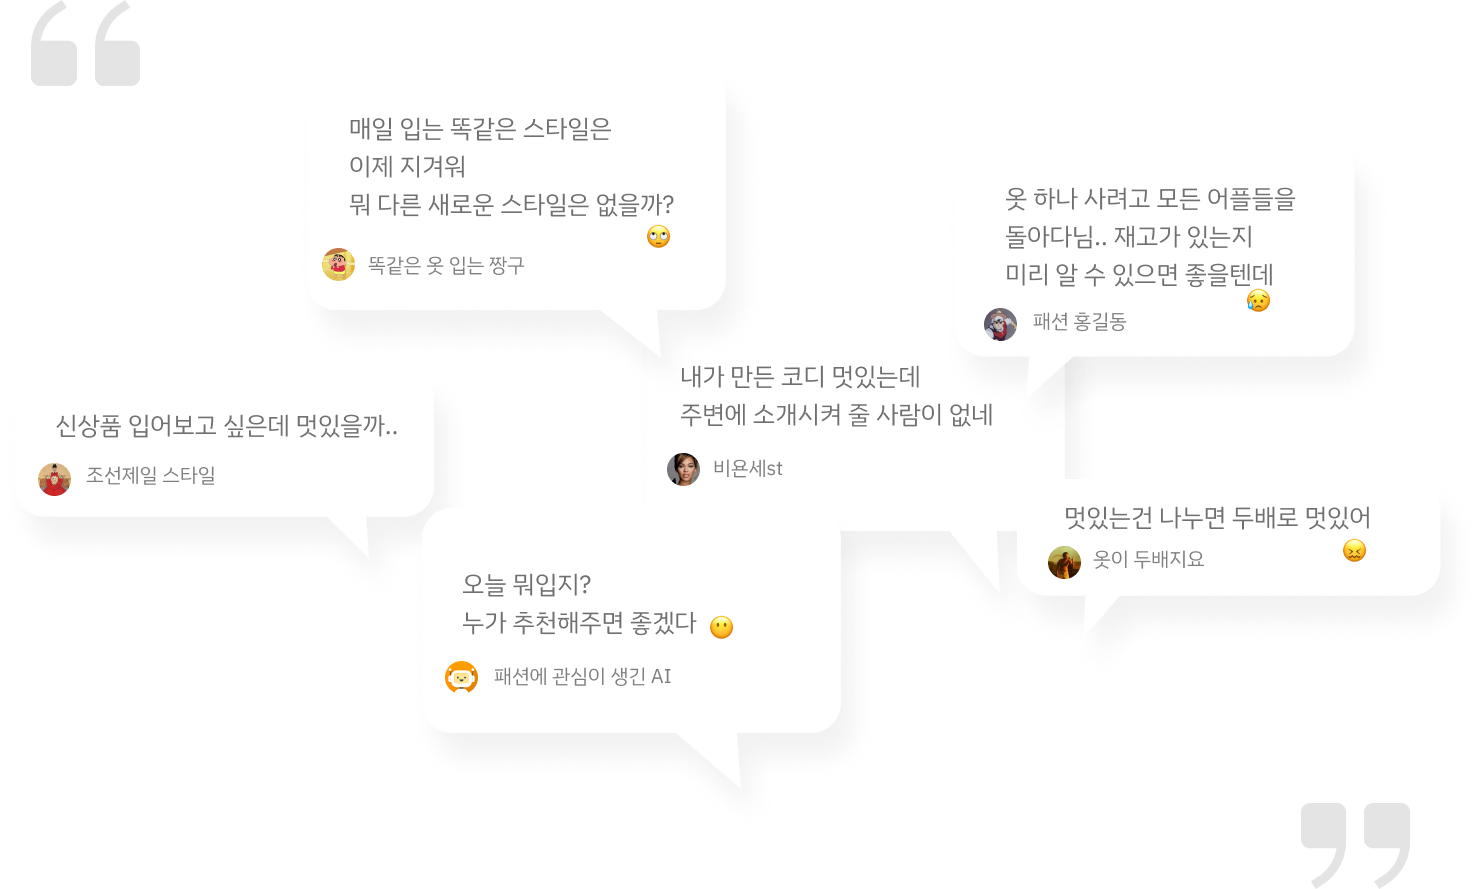 매일 입는 똑같은 스타일은
이제 지겨워
뭐 다른 새로운 스타일은 없을까?
똑같은 옷 입는 짱구
옷 하나 사려고 모든 어플들을
돌아다님.. 재고가 있는지
미리 알 수 있으면 좋을텐데
패션 홍길동
내가 만든 코디 멋있는데
주변에 소개시켜 줄 사람이 없네
비욘세st
신상품 입어보고 싶은데 멋있을까..
조선제일 스타일
멋있는건 나누면 두배로 멋있어
옷이 두배지요
오늘 뭐입지?
누가 추천해주면 좋겠다
패션에 관심이 생긴 AI